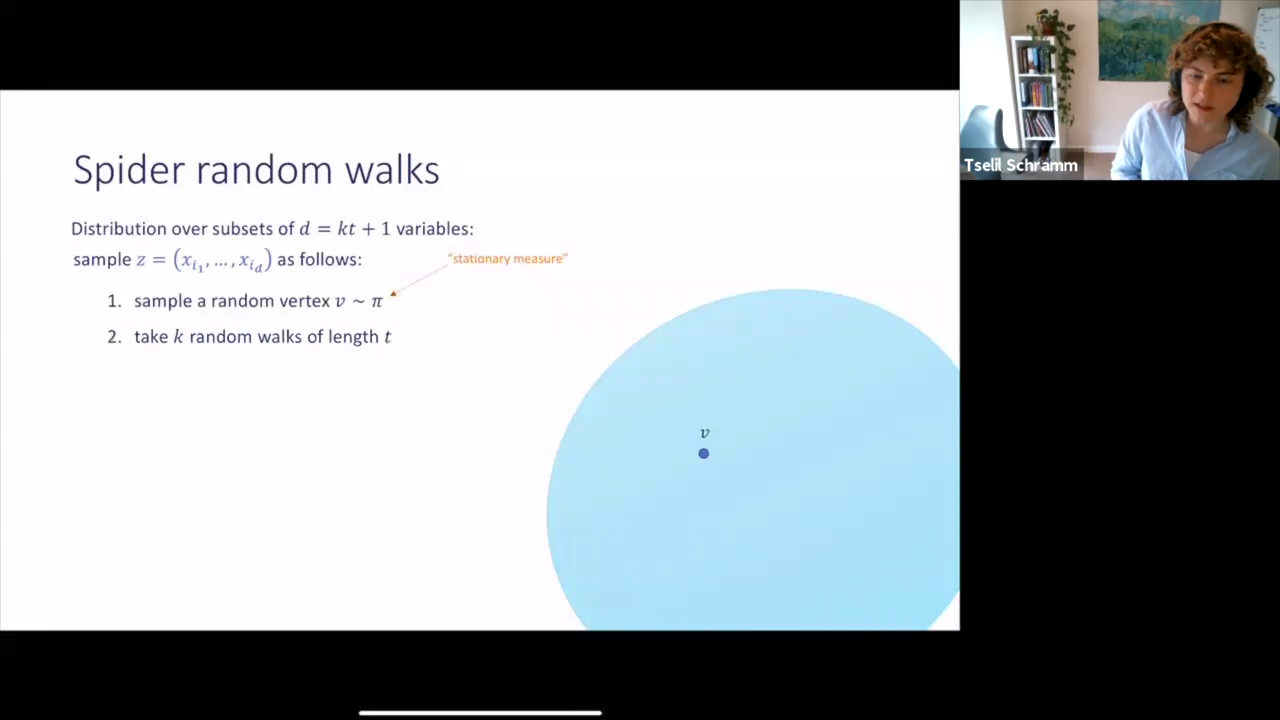 Spider random walks
Distribution over subsets of d = kt + 1 variables:
sample z = (x_{i_1}, …, x_{i_d}) as follows:
"stationary measure"
1. sample a random vertex v ~ π
2. take k random walks of length t
v
Tselil Schramm